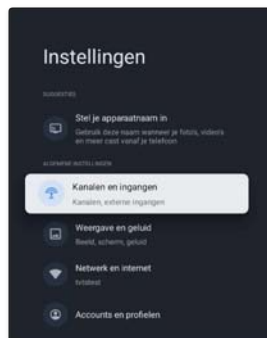 Instellingen
SUGGESTIES
Stel je apparaatnaam in
Gebruik deze naam wanneer je foto's, video's
en meer cast vanaf je telefoon
ALGEMENE INSTELLINGEN
Kanalen en ingangen
Kanalen, externe ingangen
Weergave en geluid
Beeld, scherm, geluid
Netwerk en internet
tvtstest
Accounts en profielen